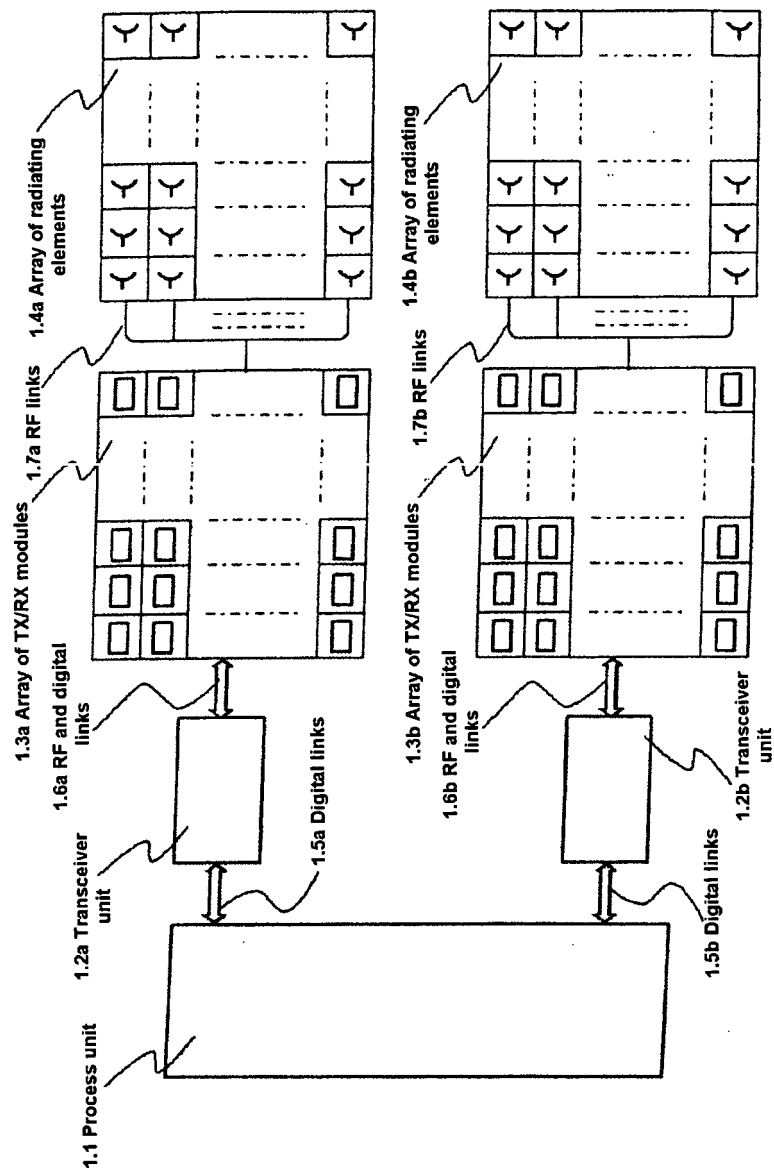 1.1 Process unit
1.2a Transceiver
unit
1.5a Digital links
1.6a RF and digital
links
1.3a Array of TX/RX modules
1.7a RF links
1.4a Array of radiating
elements
1.5b Digital links
1.2b Transceiver
unit
1.6b RF and digital
links
1.3b Array of TX/RX modules
1.7b RF links
1.4b Array of radiating
elements